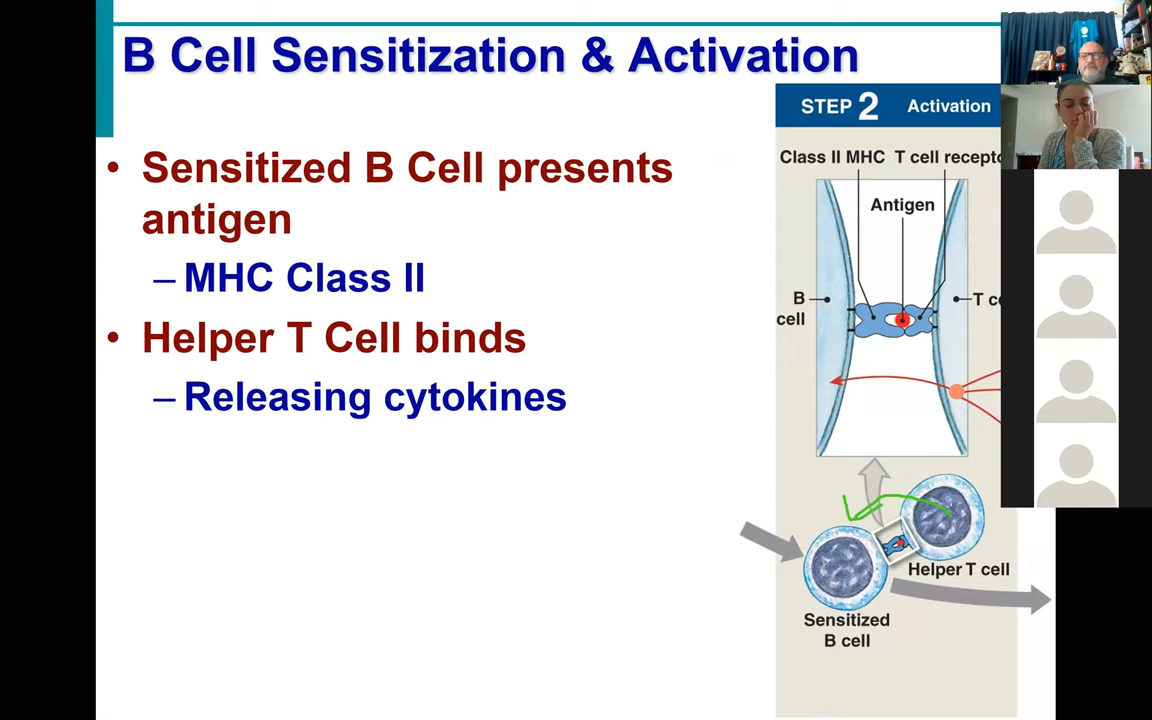 B Cell Sensitization & Activation
• Sensitized B Cell presents
antigen
– MHC Class II
• Helper T Cell binds
– Releasing cytokines
STEP 2 Activation
Class II MHC T cell recepto
Antigen
B
cell
T ce
Helper T cell
Sensitized
B cell